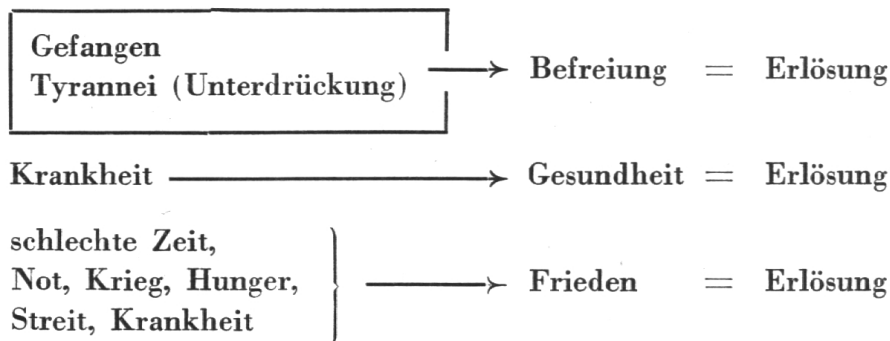 Gefangen
Tyrannei (Unterdrückung) → Befreiung = Erlösung
Krankheit → Gesundheit = Erlösung
schlechte Zeit,
Not, Krieg, Hunger, → Frieden = Erlösung
Streit, Krankheit